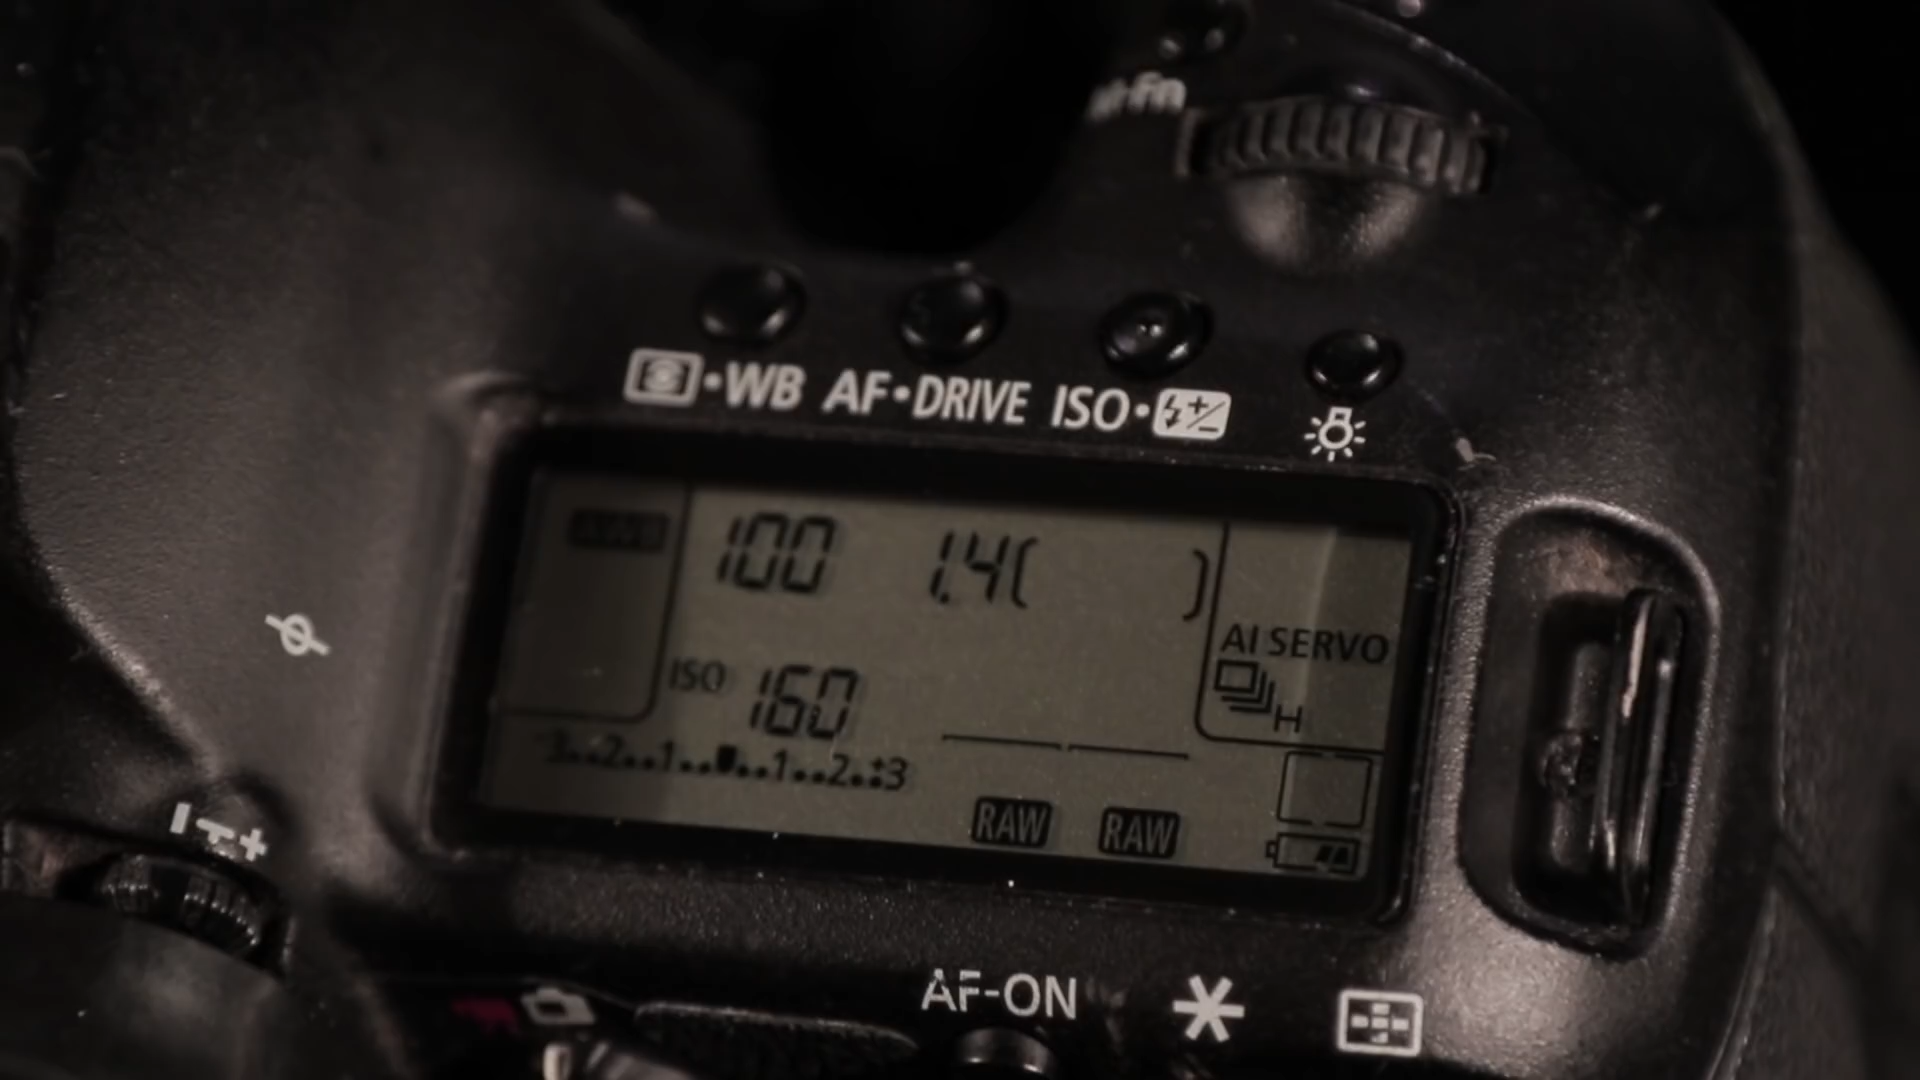 M-Fn
WB AF•DRIVE ISO•
100 1.4( )
AI SERVO
H
ISO 160
3..2..1..▮..1..2..+3
RAW RAW
AF-ON